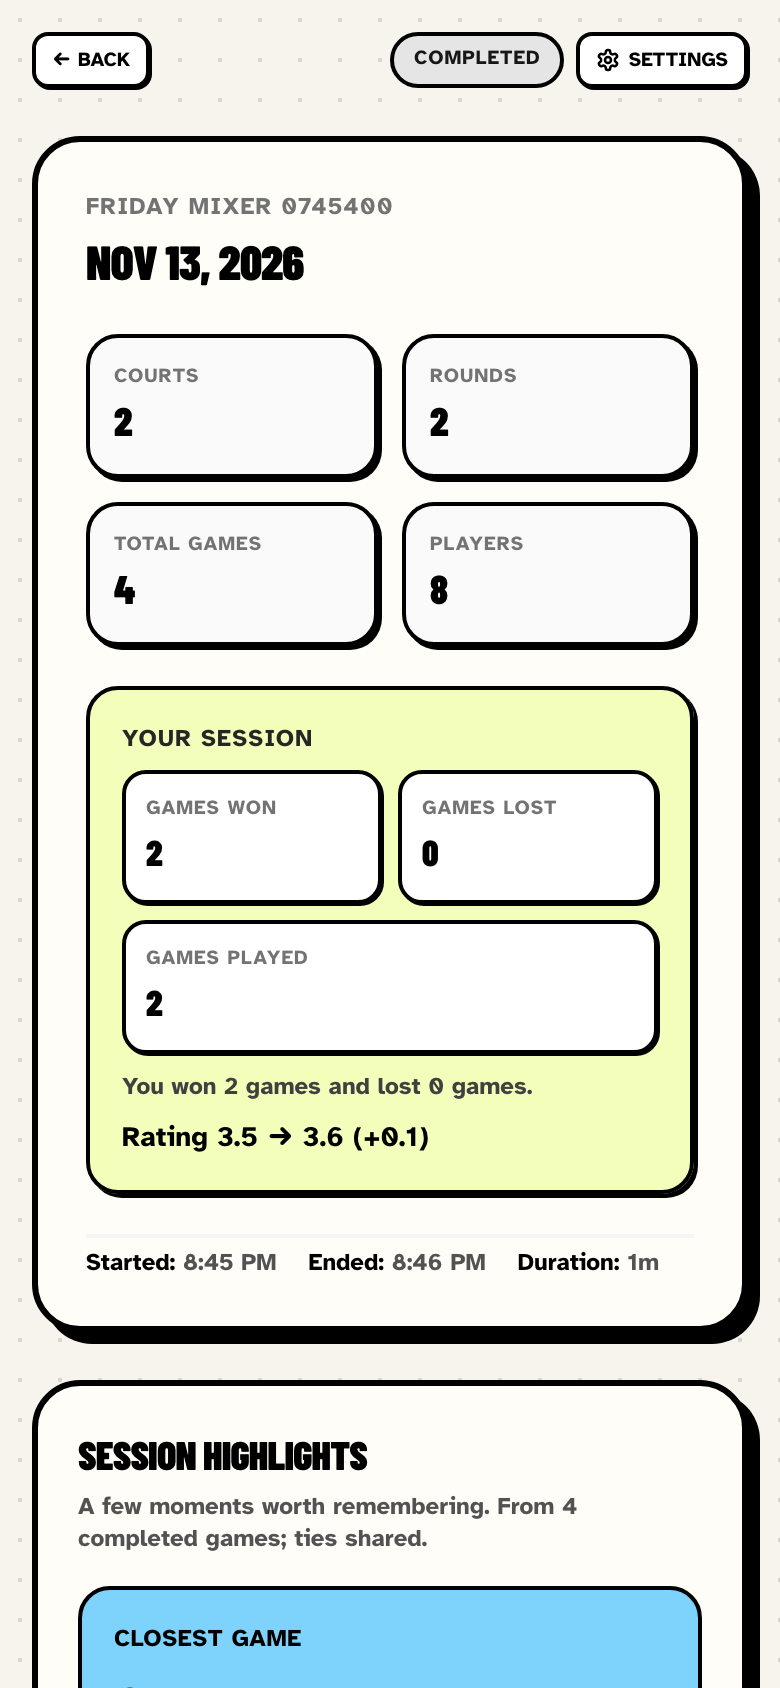 ← BACK
COMPLETED
SETTINGS
FRIDAY MIXER 0745400
NOV 13, 2026
COURTS
2
ROUNDS
2
TOTAL GAMES
4
PLAYERS
8
YOUR SESSION
GAMES WON
2
GAMES LOST
0
GAMES PLAYED
2
You won 2 games and lost 0 games.
Rating 3.5 → 3.6 (+0.1)
Started: 8:45 PM Ended: 8:46 PM Duration: 1m
SESSION HIGHLIGHTS
A few moments worth remembering. From 4
completed games; ties shared.
CLOSEST GAME